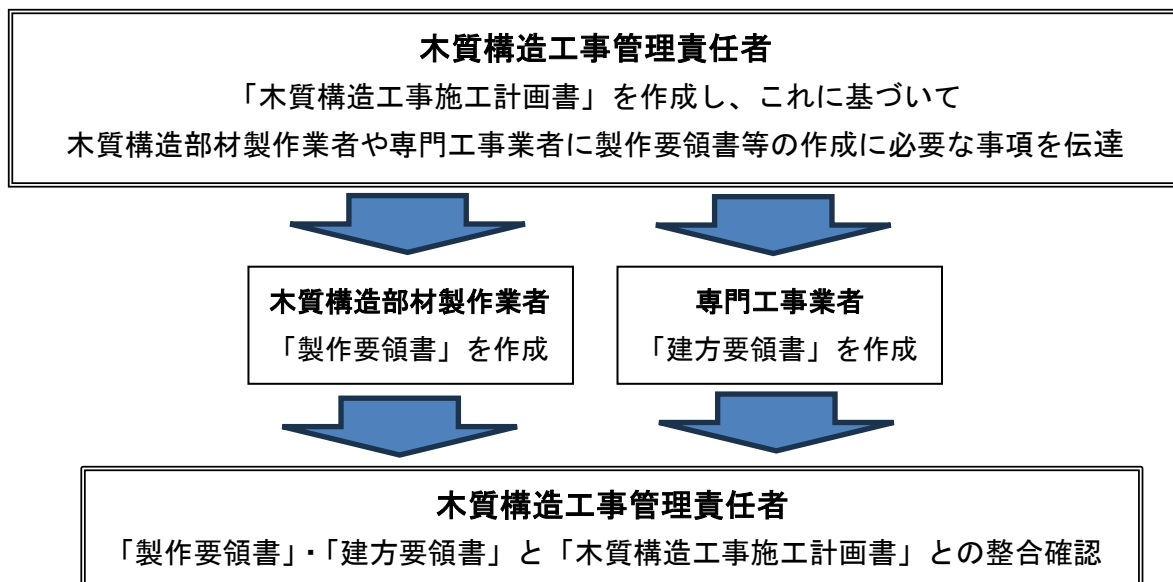 木質構造工事管理責任者
「木質構造工事施工計画書」を作成し、これに基づいて
木質構造部材製作業者や専門工事業者に製作要領書等の作成に必要な事項を伝達
木質構造部材製作業者
「製作要領書」を作成
専門工事業者
「建方要領書」を作成
木質構造工事管理責任者
「製作要領書」・「建方要領書」と「木質構造工事施工計画書」との整合確認